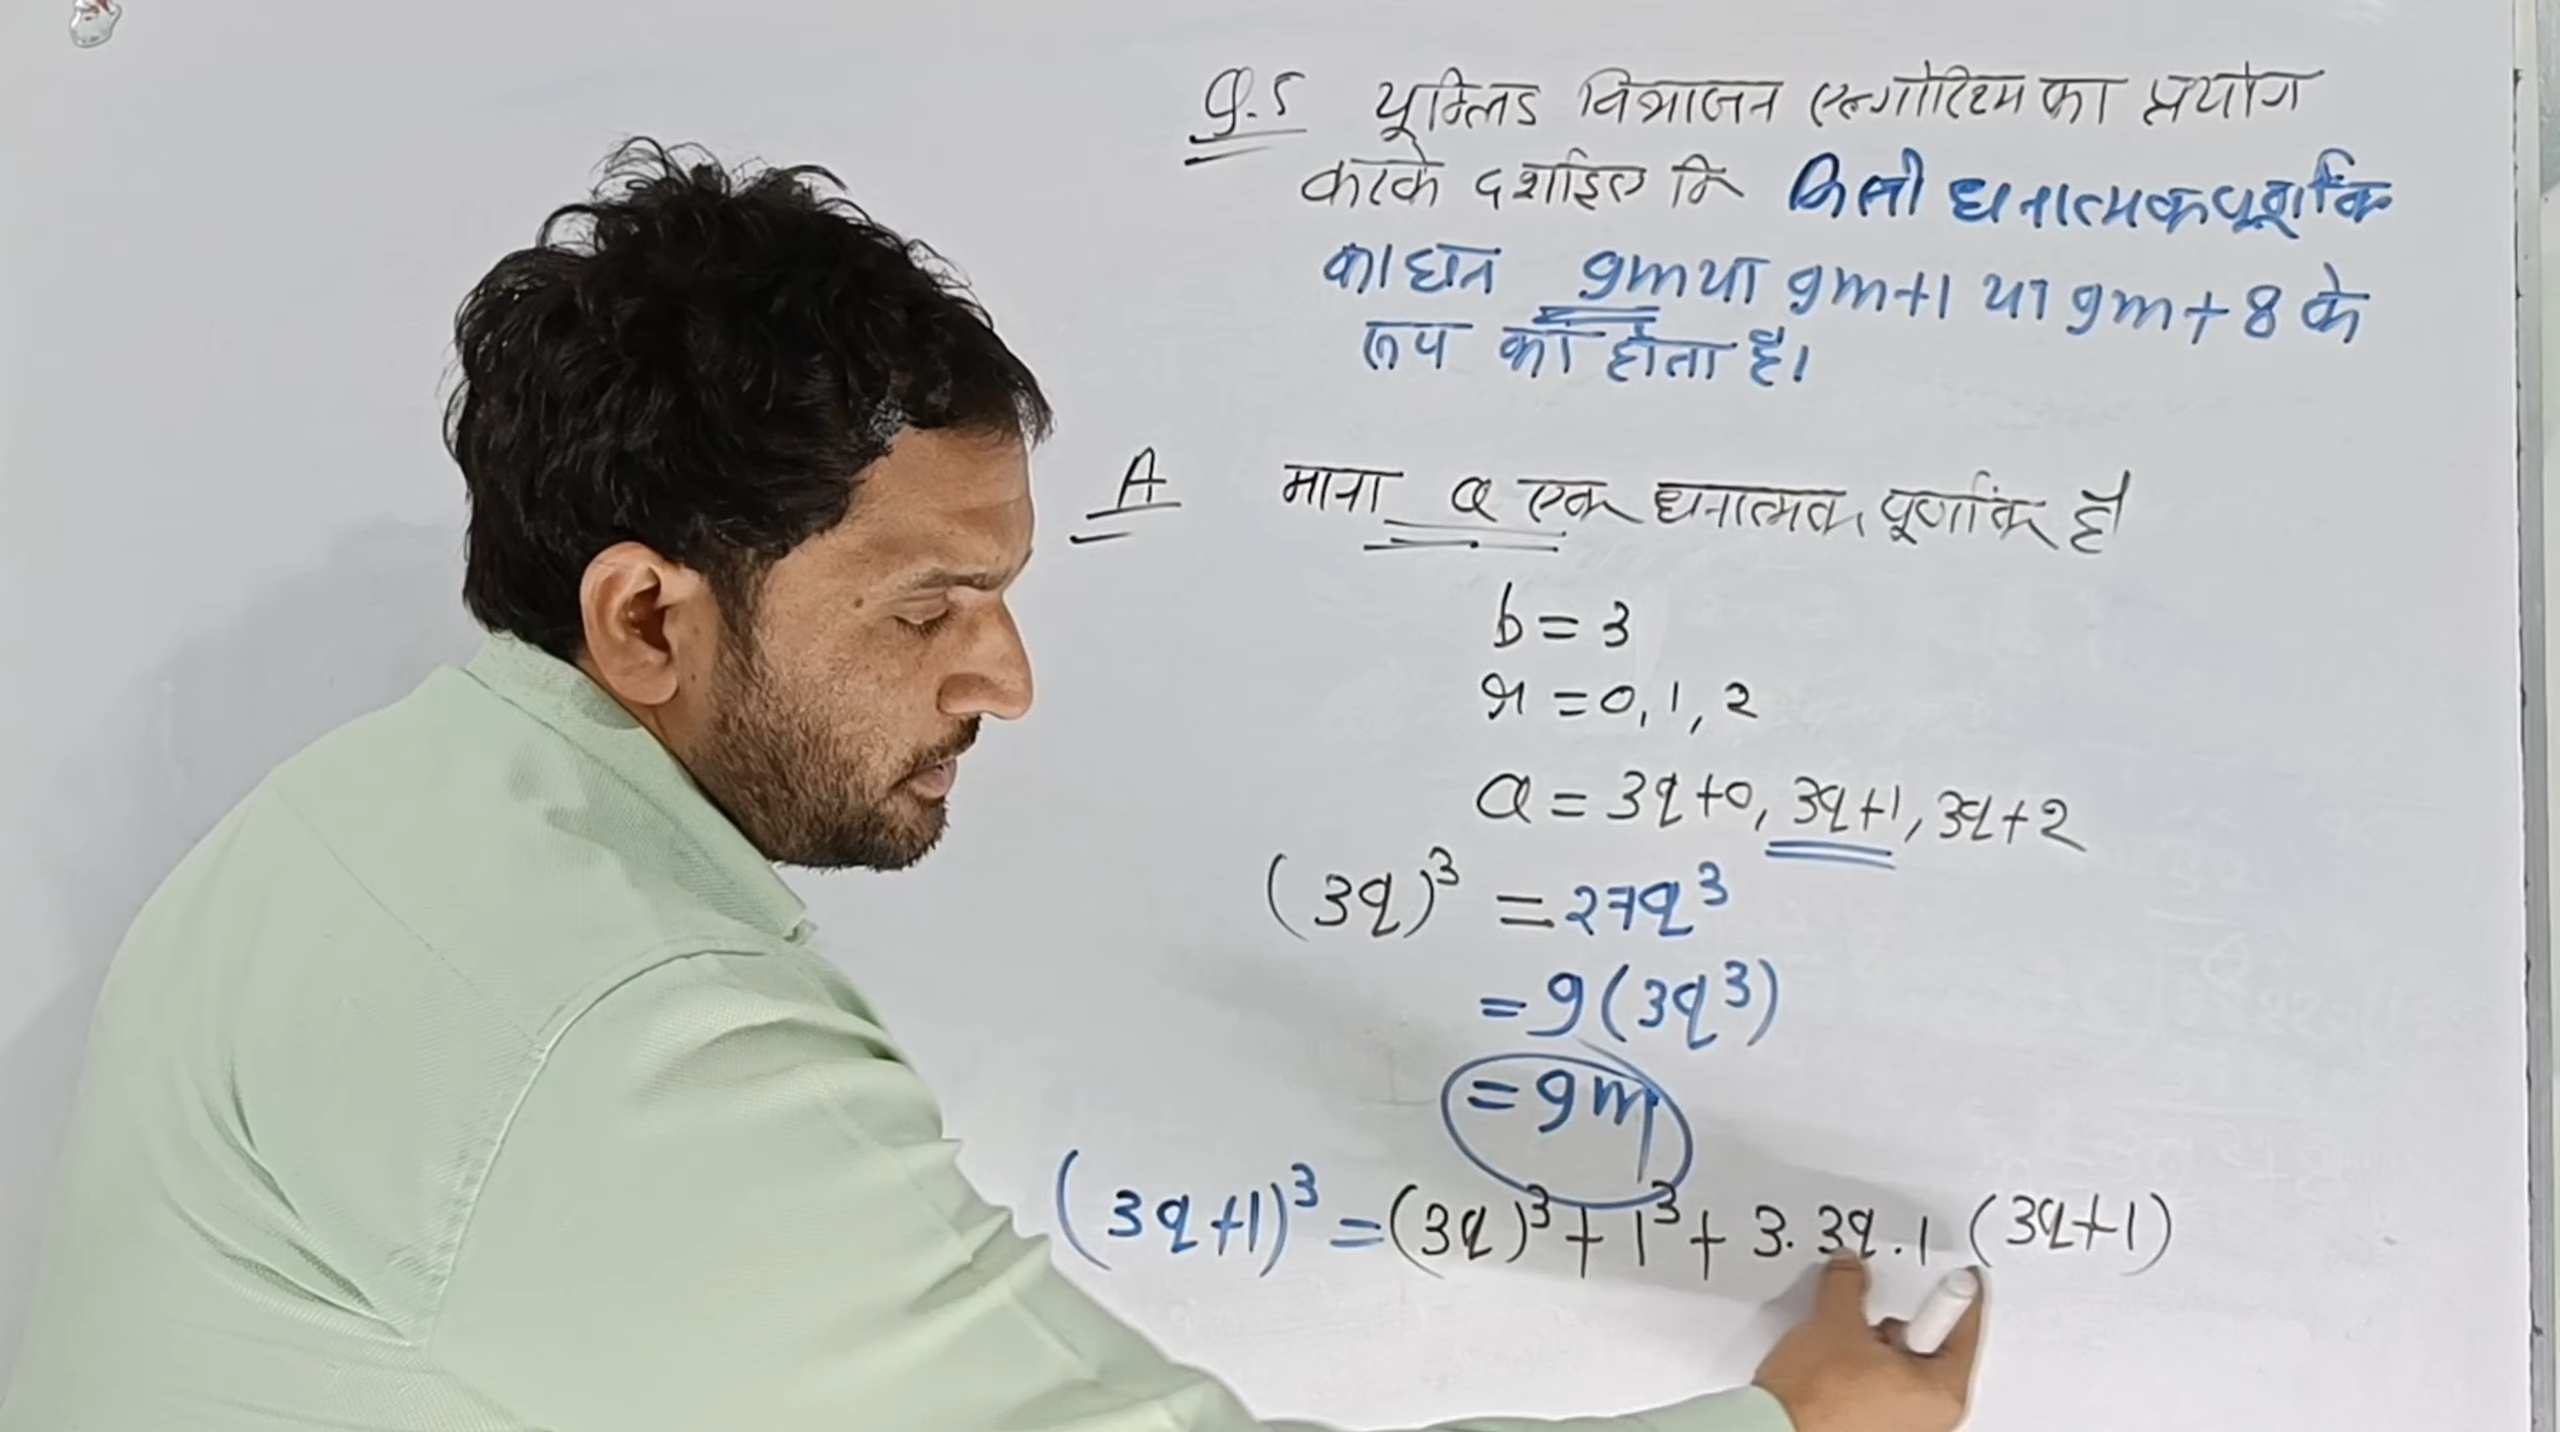 Q.5 यूक्लिड विभाजन एल्गोरिथ्म का प्रयोग
करके दर्शाइए कि किसी धनात्मक पूर्णांक
का घन 9m या 9m+1 या 9m+8 के
रूप का होता है।
A माना a एक धनात्मक पूर्णांक है
b = 3
r = 0, 1, 2
a = 3q+0, 3q+1, 3q+2
(3q)³ = 27q³
= 9(3q³)
= 9m
(3q+1)³ = (3q)³ + 1³ + 3.3q.1 (3q+1)